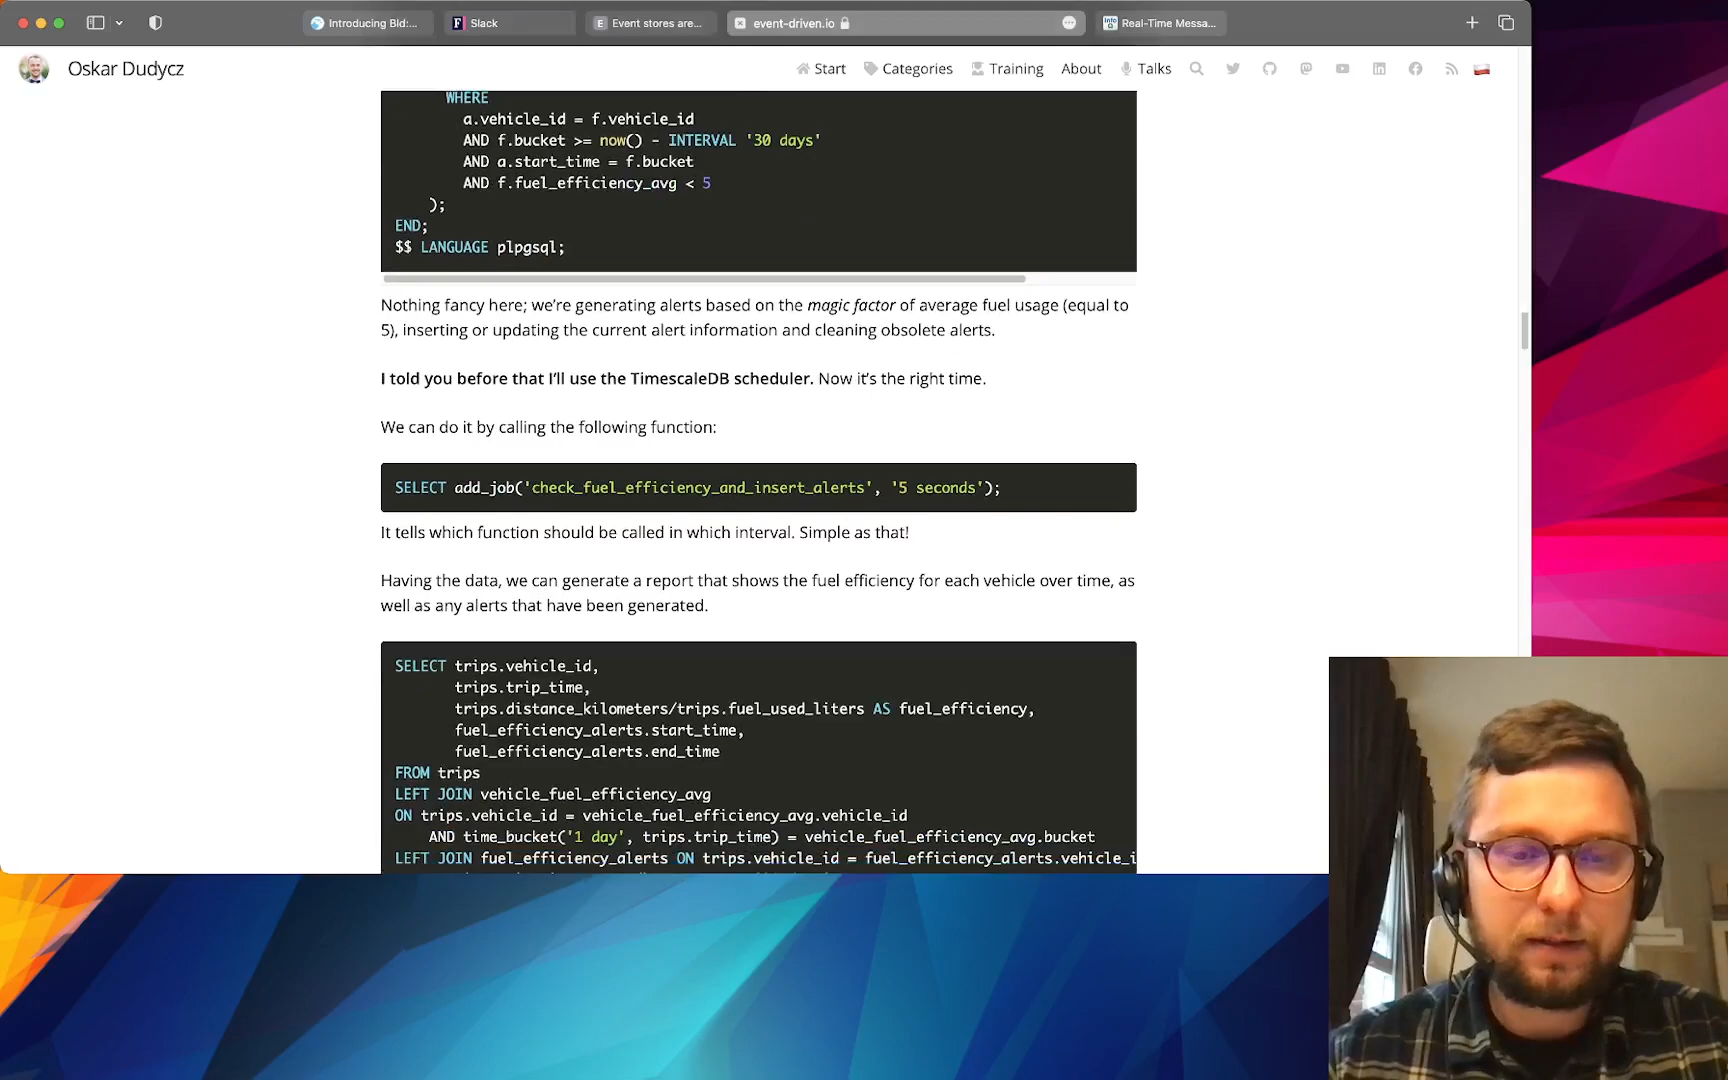 Introducing Bid:...
Slack
Event stores are...
event-driven.io
Real-Time Messa...
Oskar Dudycz
Start
Categories
Training
About
Talks
WHERE
a.vehicle_id = f.vehicle_id
AND f.bucket >= now() - INTERVAL '30 days'
AND a.start_time = f.bucket
AND f.fuel_efficiency_avg < 5
);
END;
$$ LANGUAGE plpgsql;
Nothing fancy here; we're generating alerts based on the magic factor of average fuel usage (equal to
5), inserting or updating the current alert information and cleaning obsolete alerts.
I told you before that I'll use the TimescaleDB scheduler. Now it's the right time.
We can do it by calling the following function:
SELECT add_job('check_fuel_efficiency_and_insert_alerts', '5 seconds');
It tells which function should be called in which interval. Simple as that!
Having the data, we can generate a report that shows the fuel efficiency for each vehicle over time, as
well as any alerts that have been generated.
SELECT trips.vehicle_id,
trips.trip_time,
trips.distance_kilometers/trips.fuel_used_liters AS fuel_efficiency,
fuel_efficiency_alerts.start_time,
fuel_efficiency_alerts.end_time
FROM trips
LEFT JOIN vehicle_fuel_efficiency_avg
ON trips.vehicle_id = vehicle_fuel_efficiency_avg.vehicle_id
AND time_bucket('1 day', trips.trip_time) = vehicle_fuel_efficiency_avg.bucket
LEFT JOIN fuel_efficiency_alerts ON trips.vehicle_id = fuel_efficiency_alerts.vehicle_i